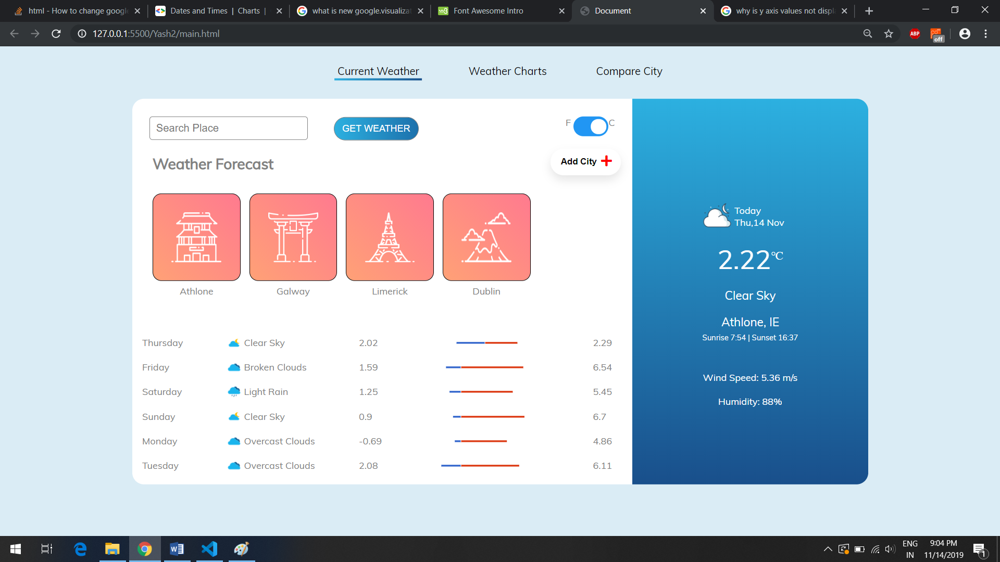 html - How to change google
Dates and Times | Charts |
what is new google.visualizat
Font Awesome Intro
Document
why is y axis values not displ
127.0.0.1:5500/Yash2/main.html
ABP
off
Current Weather
Weather Charts
Compare City
Search Place
GET WEATHER
F
C
Weather Forecast
Add City
Athlone
Galway
Limerick
Dublin
Thursday Clear Sky 2.02 2.29
Friday Broken Clouds 1.59 6.54
Saturday Light Rain 1.25 5.45
Sunday Clear Sky 0.9 6.7
Monday Overcast Clouds -0.69 4.86
Tuesday Overcast Clouds 2.08 6.11
Today
Thu,14 Nov
2.22°C
Clear Sky
Athlone, IE
Sunrise 7:54 | Sunset 16:37
Wind Speed: 5.36 m/s
Humidity: 88%
ENG
IN
9:04 PM
11/14/2019
1